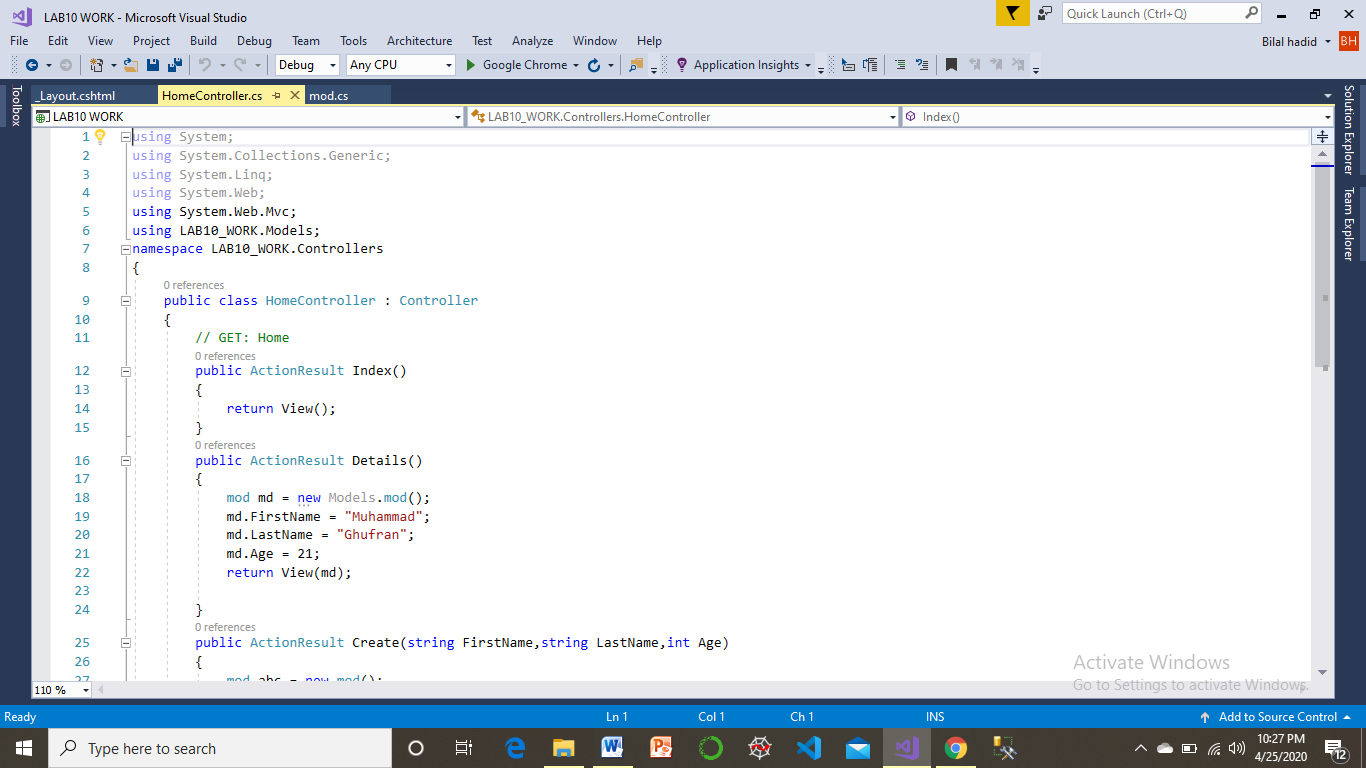 LAB10 WORK - Microsoft Visual Studio
Quick Launch (Ctrl+Q)
File Edit View Project Build Debug Team Tools Architecture Test Analyze Window Help
Bilal hadid BH
Debug Any CPU Google Chrome Application Insights
Toolbox
_Layout.cshtml HomeController.cs mod.cs
Solution Explorer
Team Explorer
LAB10 WORK LAB10_WORK.Controllers.HomeController Index()
1 using System;
2 using System.Collections.Generic;
3 using System.Linq;
4 using System.Web;
5 using System.Web.Mvc;
6 using LAB10_WORK.Models;
7 namespace LAB10_WORK.Controllers
8 {
0 references
9 public class HomeController : Controller
10 {
11 // GET: Home
0 references
12 public ActionResult Index()
13 {
14 return View();
15 }
0 references
16 public ActionResult Details()
17 {
18 mod md = new Models.mod();
19 md.FirstName = "Muhammad";
20 md.LastName = "Ghufran";
21 md.Age = 21;
22 return View(md);
23
24 }
0 references
25 public ActionResult Create(string FirstName,string LastName,int Age)
26 {
27 mod abc = new mod();
Activate Windows
Go to Settings to activate Windows.
110 %
Ready Ln 1 Col 1 Ch 1 INS Add to Source Control
Type here to search
10:27 PM
4/25/2020
12